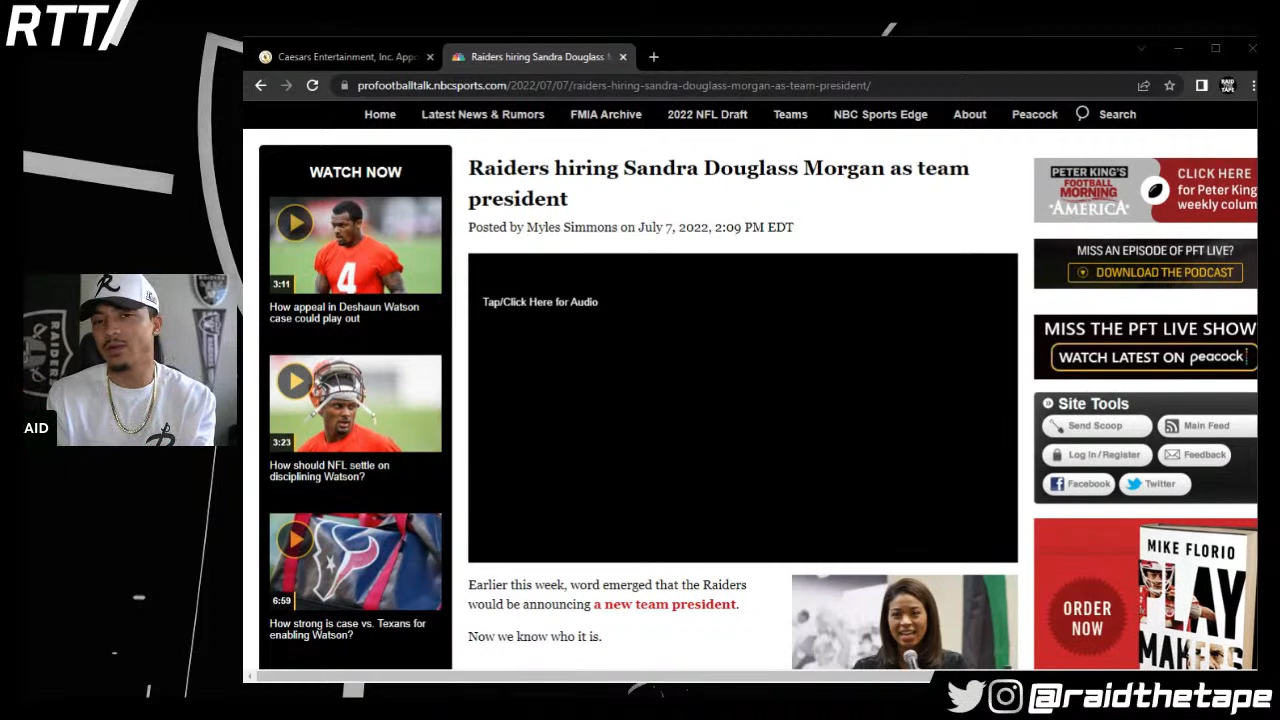 RTT/
Caesars Entertainment, Inc. Appo
Raiders hiring Sandra Douglass M
profootballtalk.nbcsports.com/2022/07/07/raiders-hiring-sandra-douglass-morgan-as-team-president/
RAID
TAPE
Home
Latest News & Rumors
FMIA Archive
2022 NFL Draft
Teams
NBC Sports Edge
About
Peacock
Search
WATCH NOW
4
3:11
How appeal in Deshaun Watson
case could play out
3:23
How should NFL settle on
disciplining Watson?
6:59
How strong is case vs. Texans for
enabling Watson?
Raiders hiring Sandra Douglass Morgan as team
president
Posted by Myles Simmons on July 7, 2022, 2:09 PM EDT
Tap/Click Here for Audio
Earlier this week, word emerged that the Raiders
would be announcing a new team president.
Now we know who it is.
PETER KING'S
FOOTBALL
MORNING
IN
AMERICA
CLICK HERE
for Peter King
weekly colum
MISS AN EPISODE OF PFT LIVE?
DOWNLOAD THE PODCAST
MISS THE PFT LIVE SHOW
WATCH LATEST ON peacock
Site Tools
Send Scoop
Main Feed
Log In / Register
Feedback
Facebook
Twitter
ORDER
NOW
MIKE FLORIO
PLAY
MAKERS
RAIDERS
R
AID
@raidthetape